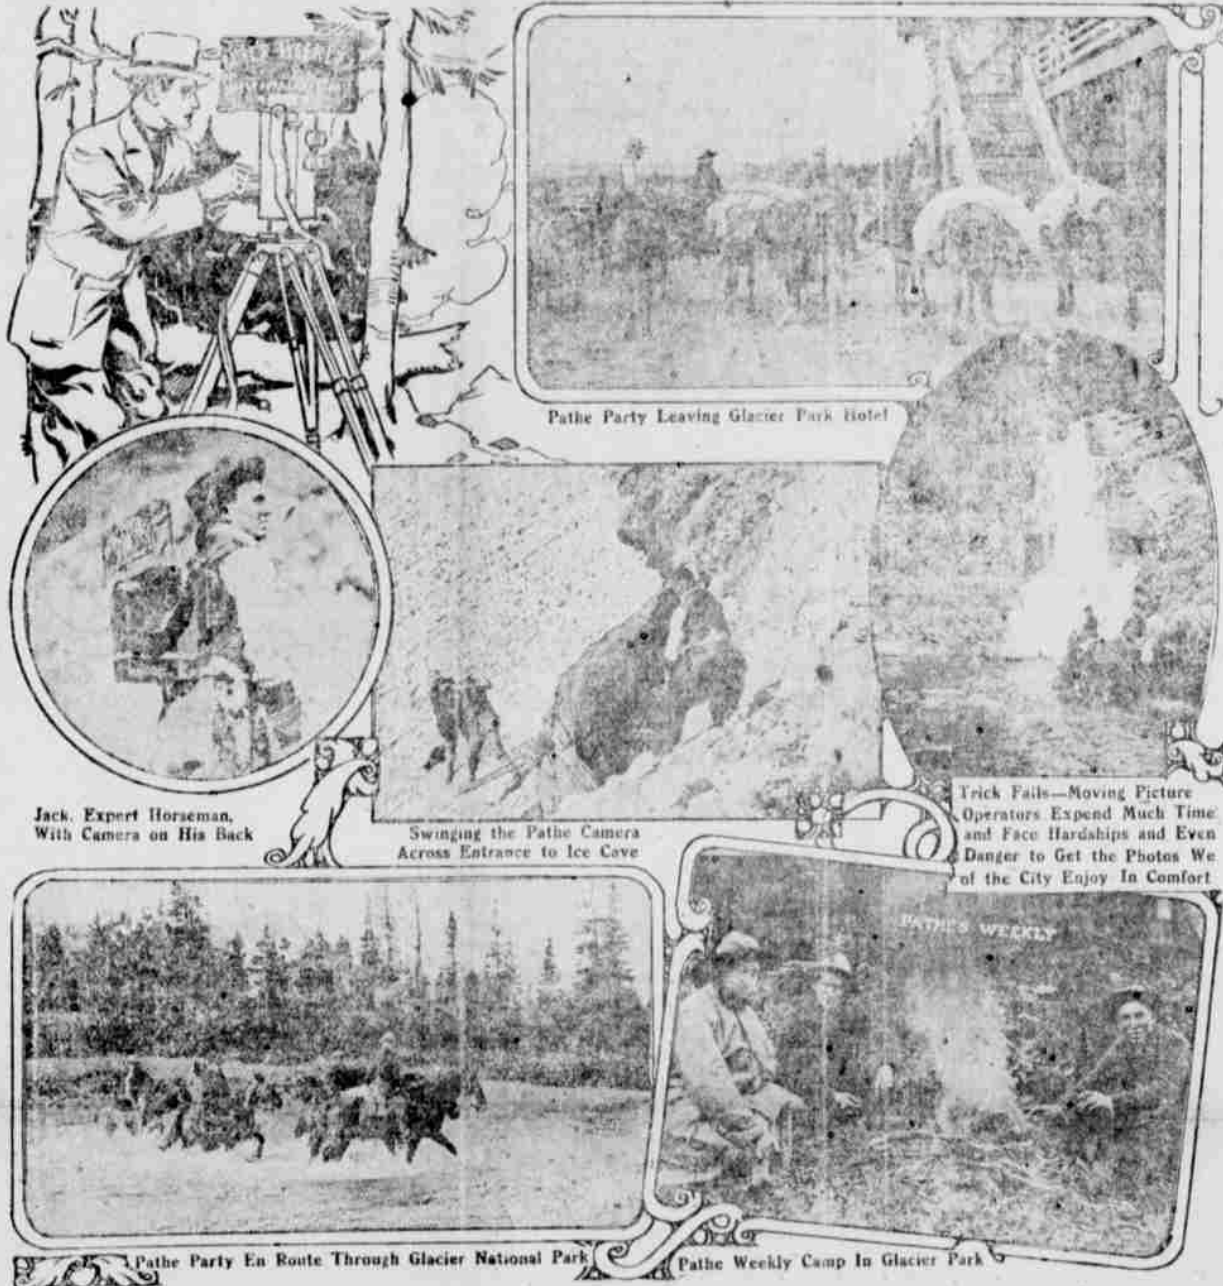 Pathe Party Leaving Glacier Park Hotel
Jack, Expert Horseman,
With Camera on His Back
Swinging the Pathe Camera
Across Entrance to Ice Cave
Trick Falls—Moving Picture
Operators Expend Much Time
and Face Hardships and Even
Danger to Get the Photos We
of the City Enjoy In Comfort
PATHE'S WEEKLY
Pathe Party En Route Through Glacier National Park
Pathe Weekly Camp In Glacier Park